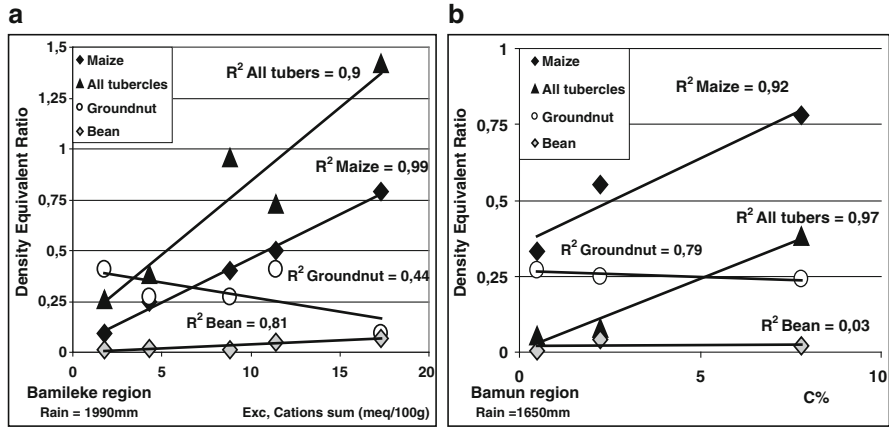 a
Density Equivalent Ratio
1,5
1,25
1
0,75
0,5
0,25
0
Maize
All tubercles
Groundnut
Bean
R² All tubers = 0,9
R² Maize = 0,99
R² Groundnut = 0,44
R² Bean = 0,81
0 5 10 15 20
Bamileke region
Rain = 1990mm
Exc, Cations sum (meq/100g)
b
Density Equivalent Ratio
1
0,75
0,5
0,25
0
Maize
All tubercles
Groundnut
Bean
R² Maize = 0,92
R² All tubers = 0,97
R² Groundnut = 0,79
R² Bean = 0,03
0 5 10
Bamun region
Rain =1650mm
C%